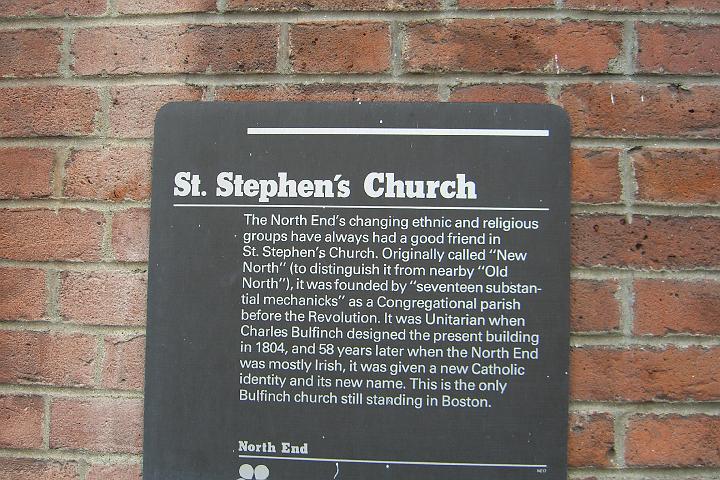 St. Stephen's Church
The North End's changing ethnic and religious
groups have always had a good friend in
St. Stephen's Church. Originally called "New
North" (to distinguish it from nearby "Old
North"), it was founded by "seventeen substan-
tial mechanicks" as a Congregational parish
before the Revolution. It was Unitarian when
Charles Bulfinch designed the present building
in 1804, and 58 years later when the North End
was mostly Irish, it was given a new Catholic
identity and its new name. This is the only
Bulfinch church still standing in Boston.
North End